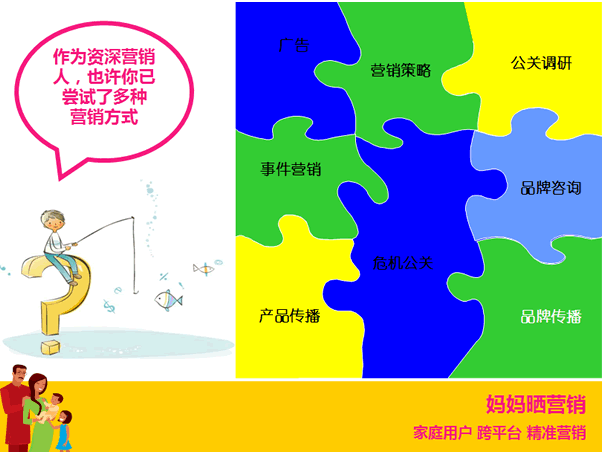 作为资深营销
人，也许你已
尝试了多种
营销方式
广告
营销策略
公关调研
事件营销
品牌咨询
危机公关
产品传播
品牌传播
妈妈晒营销
家庭用户 跨平台 精准营销